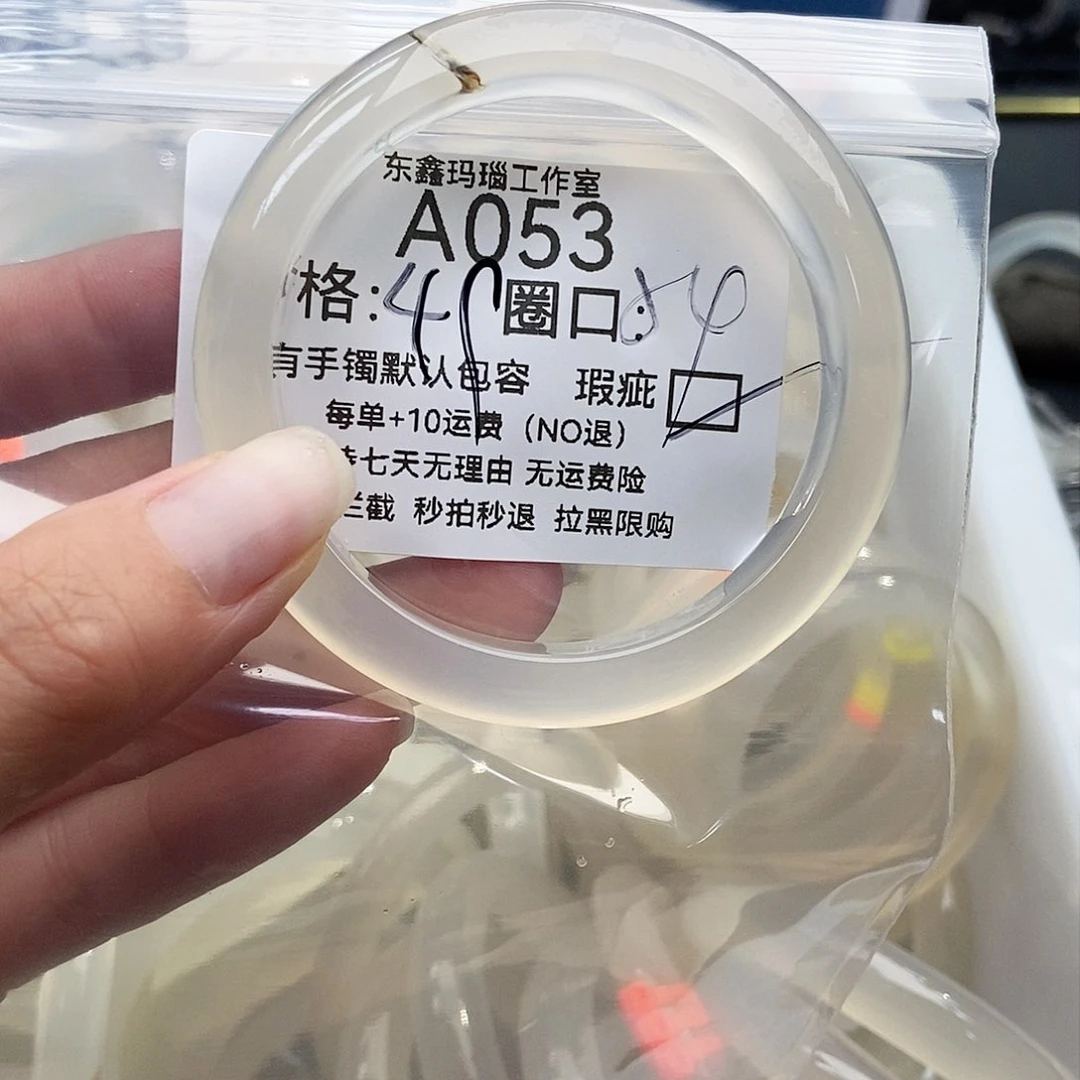 东鑫玛瑙工作室
A053
格: 圈口: 54
有手镯默认包容 瑕疵
每单+10运费（NO退）
七天无理由 无运费险
拦截 秒拍秒退 拉黑限购